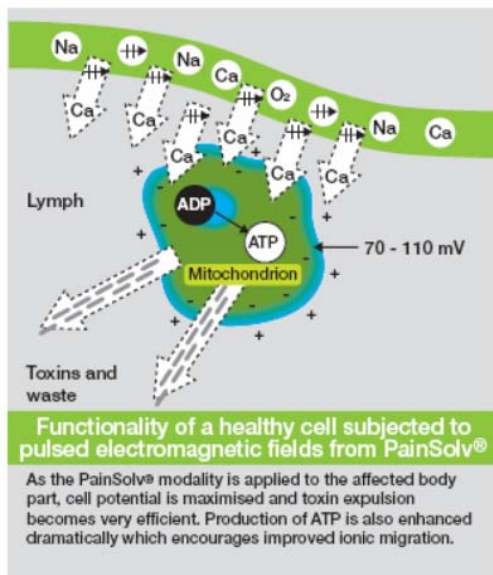 Na
Na
Ca
O₂
Na
Ca
Ca
Ca
Ca
Ca
Ca
Ca
Lymph
ADP
ATP
70 - 110 mV
Mitochondrion
Toxins and
waste
Functionality of a healthy cell subjected to
pulsed electromagnetic fields from PainSolv®
As the PainSolv® modality is applied to the affected body
part, cell potential is maximised and toxin expulsion
becomes very efficient. Production of ATP is also enhanced
dramatically which encourages improved ionic migration.